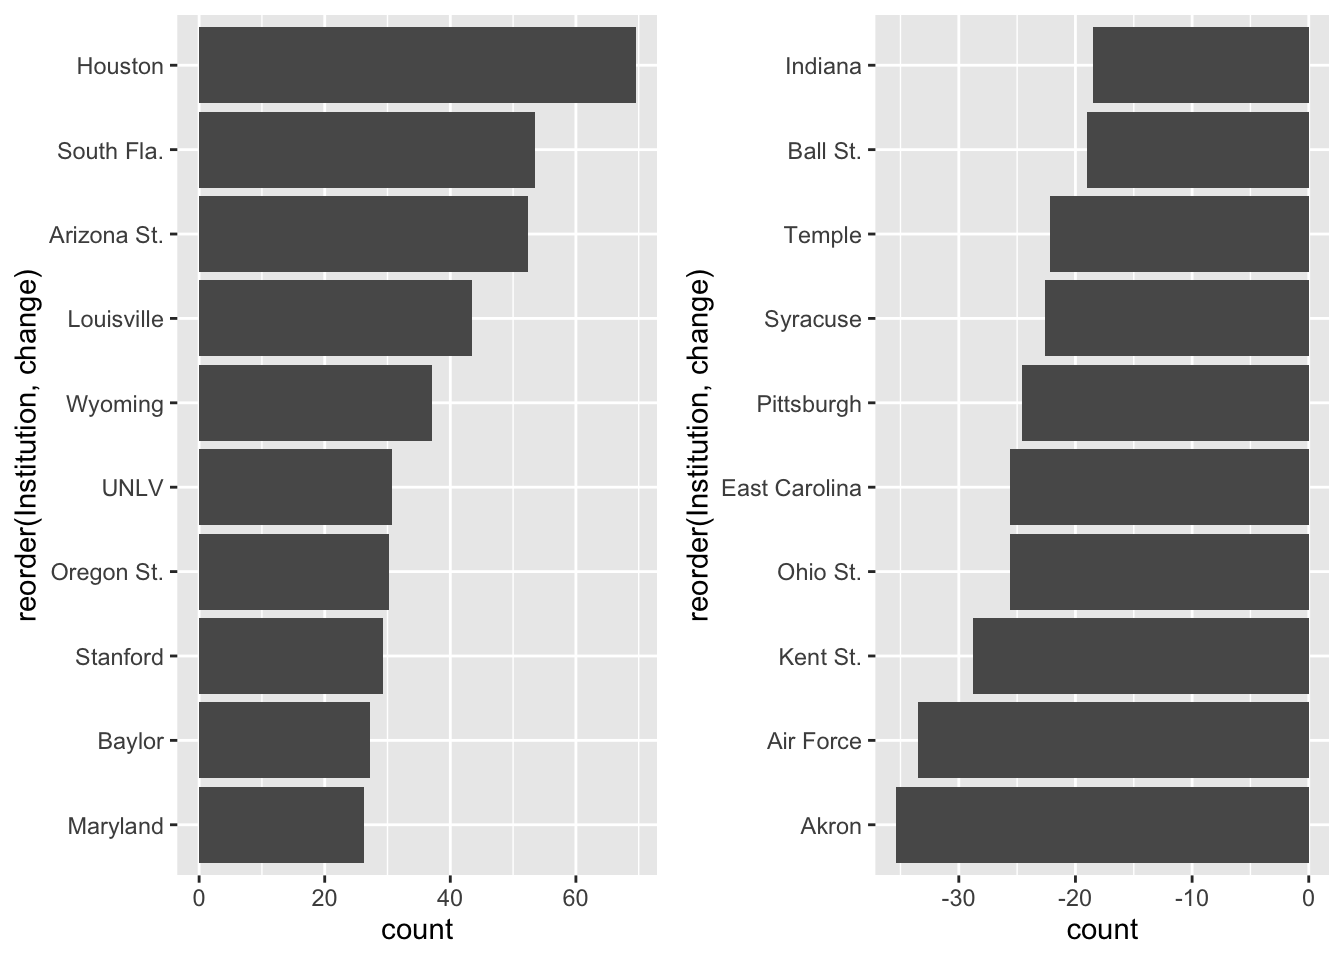 reorder(Institution, change)
Houston
South Fla.
Arizona St.
Louisville
Wyoming
UNLV
Oregon St.
Stanford
Baylor
Maryland
0 20 40 60
count
reorder(Institution, change)
Indiana
Ball St.
Temple
Syracuse
Pittsburgh
East Carolina
Ohio St.
Kent St.
Air Force
Akron
-30 -20 -10 0
count